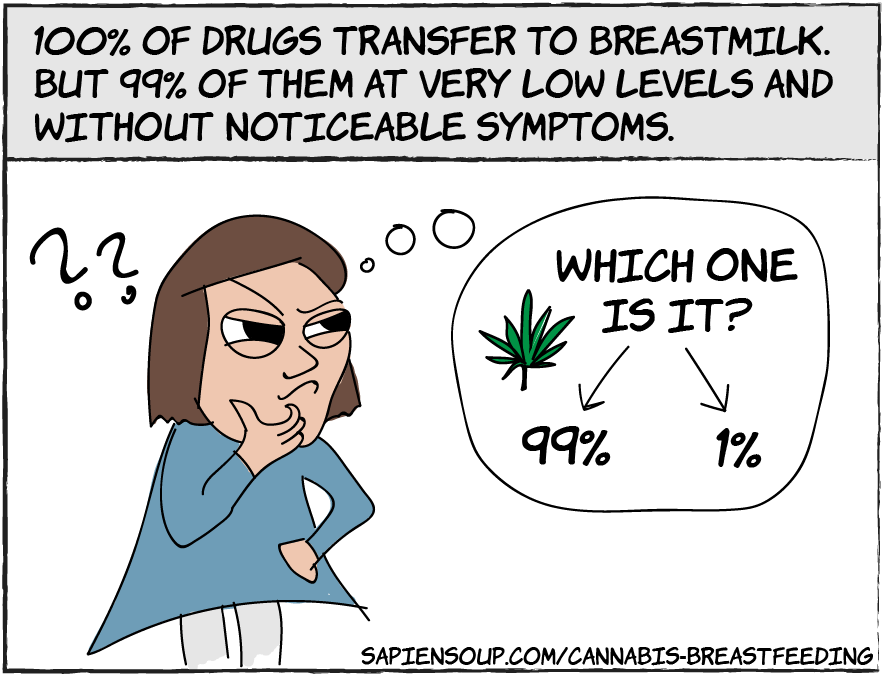 100% OF DRUGS TRANSFER TO BREASTMILK.
BUT 99% OF THEM AT VERY LOW LEVELS AND
WITHOUT NOTICEABLE SYMPTOMS.
??
WHICH ONE
IS IT?
99% 1%
SAPIENSOUP.COM/CANNABIS-BREASTFEEDING